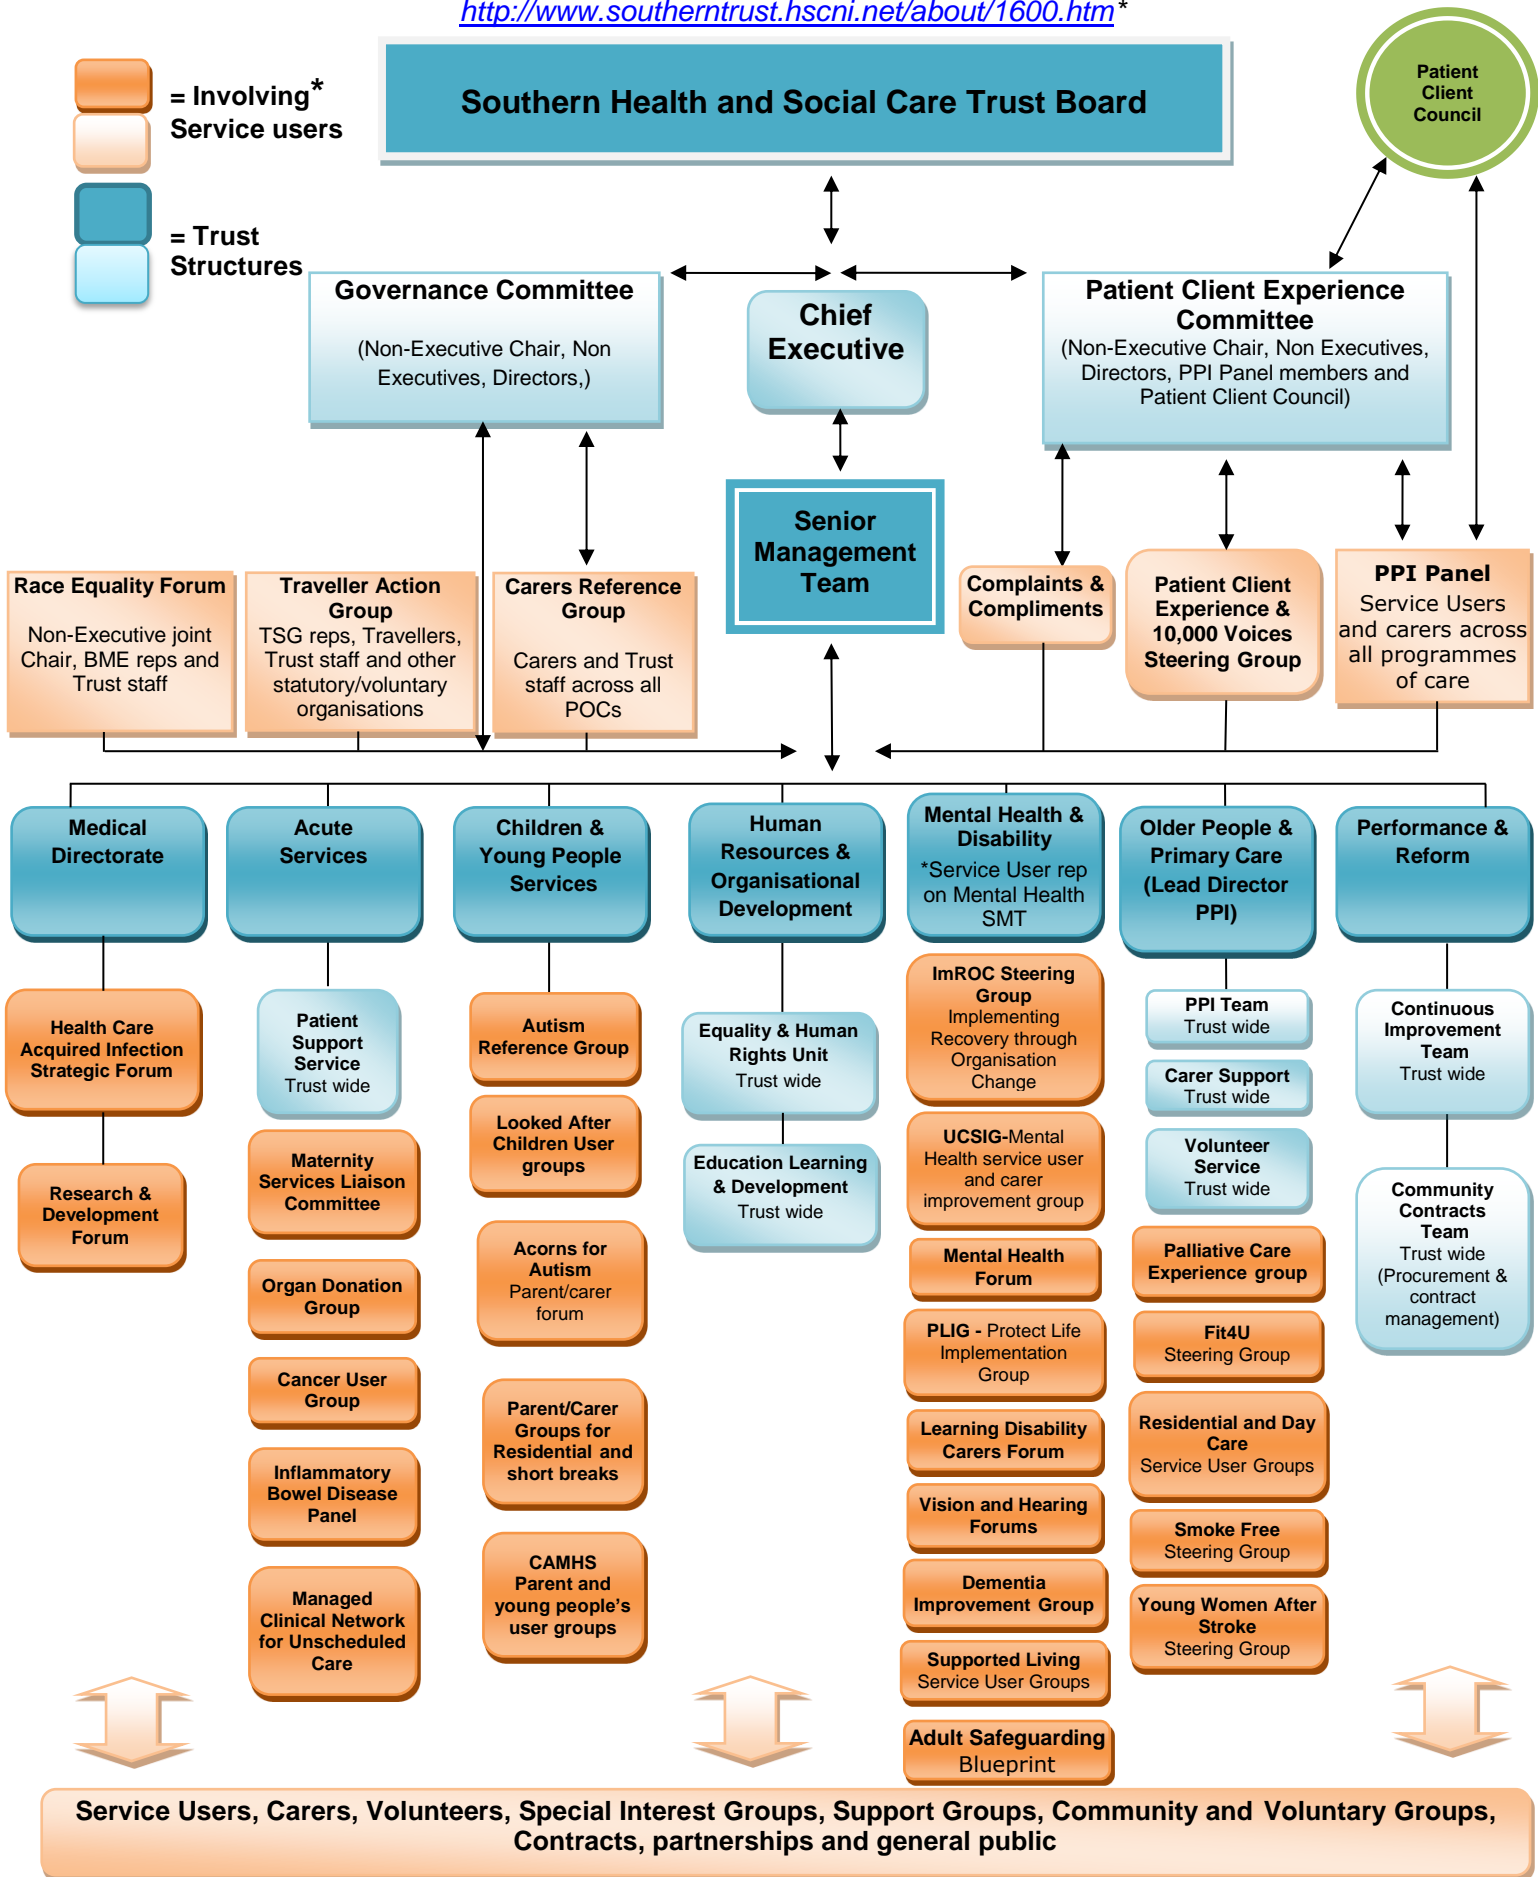 http://www.southerntrust.hscni.net/about/1600.htm*
= Involving*
Service users
= Trust
Structures
Southern Health and Social Care Trust Board
Patient
Client
Council
Governance Committee
(Non-Executive Chair, Non
Executives, Directors,)
Chief
Executive
Patient Client Experience
Committee
(Non-Executive Chair, Non Executives,
Directors, PPI Panel members and
Patient Client Council)
Senior
Management
Team
Race Equality Forum
Non-Executive joint
Chair, BME reps and
Trust staff
Traveller Action
Group
TSG reps, Travellers,
Trust staff and other
statutory/voluntary
organisations
Carers Reference
Group
Carers and Trust
staff across all
POCs
Complaints &
Compliments
Patient Client
Experience &
10,000 Voices
Steering Group
PPI Panel
Service Users
and carers across
all programmes
of care
Medical
Directorate
Acute
Services
Children &
Young People
Services
Human
Resources &
Organisational
Development
Mental Health &
Disability
*Service User rep
on Mental Health
SMT
Older People &
Primary Care
(Lead Director
PPI)
Performance &
Reform
Health Care
Acquired Infection
Strategic Forum
Research &
Development
Forum
Patient
Support
Service
Trust wide
Maternity
Services Liaison
Committee
Organ Donation
Group
Cancer User
Group
Inflammatory
Bowel Disease
Panel
Managed
Clinical Network
for Unscheduled
Care
Autism
Reference Group
Looked After
Children User
groups
Acorns for
Autism
Parent/carer
forum
Parent/Carer
Groups for
Residential and
short breaks
CAMHS
Parent and
young people's
user groups
Equality & Human
Rights Unit
Trust wide
Education Learning
& Development
Trust wide
ImROC Steering
Group
Implementing
Recovery through
Organisation
Change
UCSIG-Mental
Health service user
and carer
improvement group
Mental Health
Forum
PLIG - Protect Life
Implementation
Group
Learning Disability
Carers Forum
Vision and Hearing
Forums
Dementia
Improvement Group
Supported Living
Service User Groups
Adult Safeguarding
Blueprint
PPI Team
Trust wide
Carer Support
Trust wide
Volunteer
Service
Trust wide
Palliative Care
Experience group
Fit4U
Steering Group
Residential and Day
Care
Service User Groups
Smoke Free
Steering Group
Young Women After
Stroke
Steering Group
Continuous
Improvement
Team
Trust wide
Community
Contracts
Team
Trust wide
(Procurement &
contract
management)
Service Users, Carers, Volunteers, Special Interest Groups, Support Groups, Community and Voluntary Groups,
Contracts, partnerships and general public